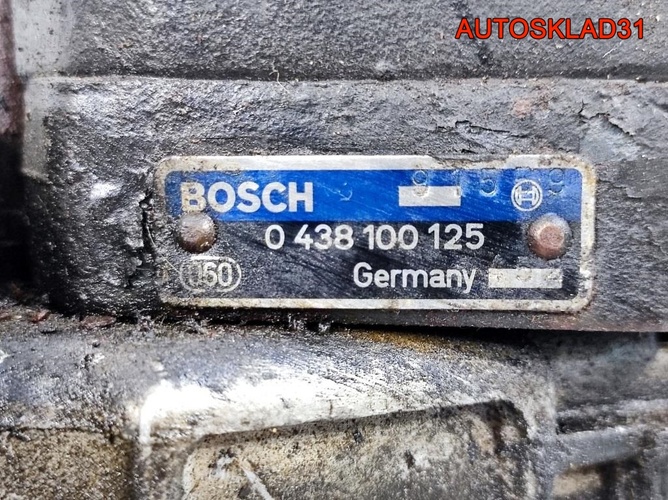 AUTOSKLAD31
BOSCH
0 438 100 125
Germany